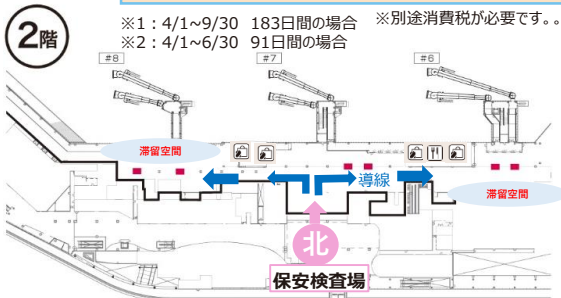 ※1：4/1~9/30 183日間の場合 ※別途消費税が必要です。。
※2：4/1~6/30 91日間の場合
2階
#8 #7 #6
滞留空間
導線
滞留空間
北
保安検査場